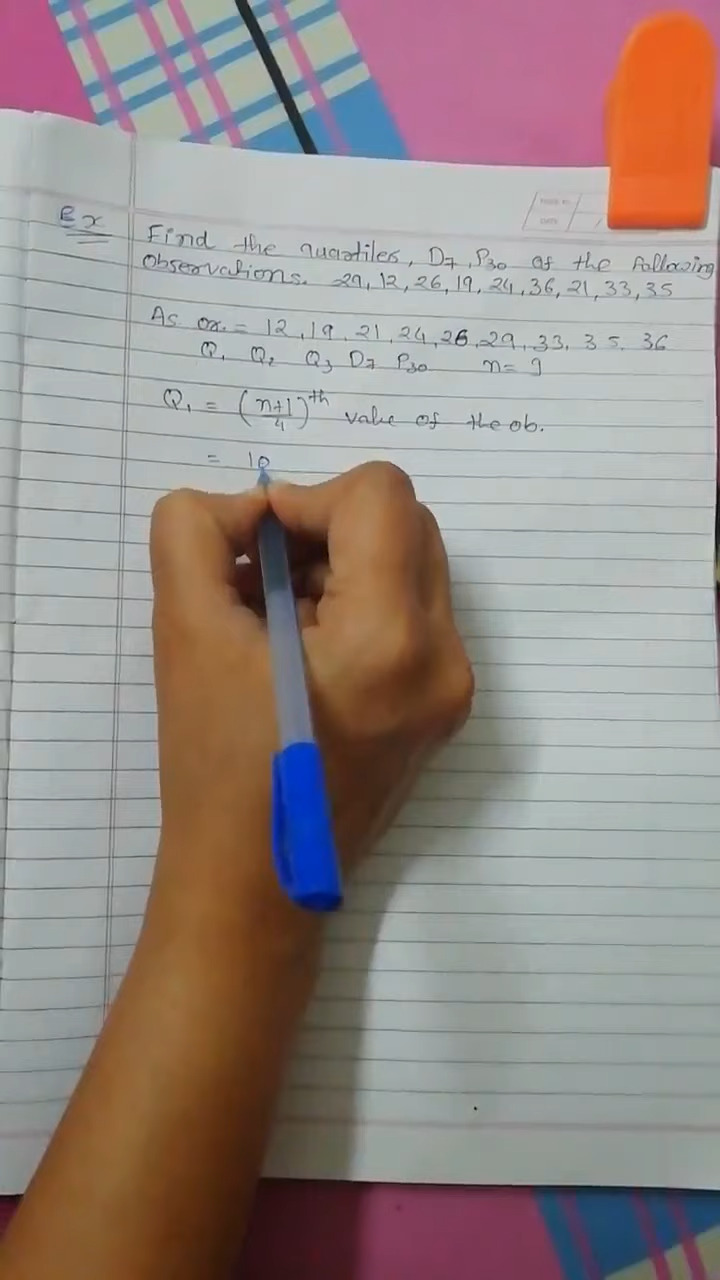 Ex
Find the quartiles, D7, P30 of the following
observations. 29, 12, 26, 19, 24, 36, 21, 33, 35
As or. = 12, 19, 21, 24, 26, 29, 33, 35, 36
Q1 Q2 Q3 D7 P30 n= 9
Q1 = (n+1/4)th value of the ob.
= 10
DATE